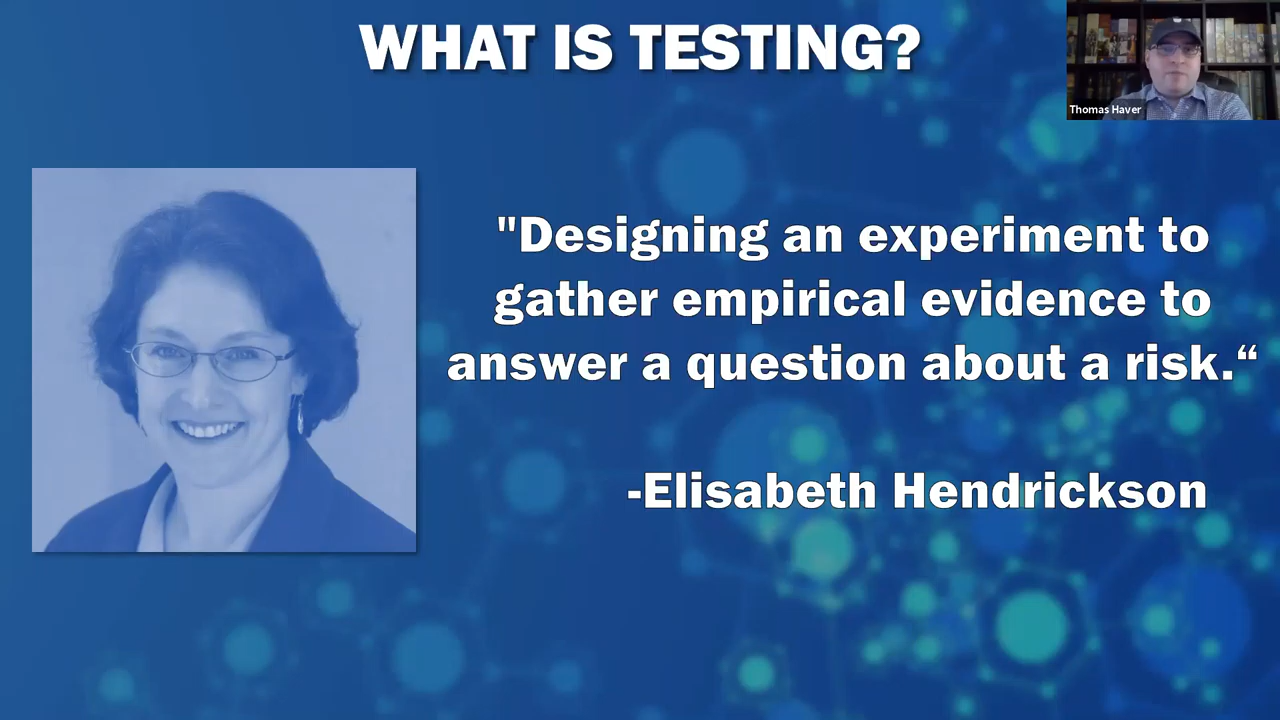 WHAT IS TESTING?
Thomas Haver
"Designing an experiment to
gather empirical evidence to
answer a question about a risk.“
-Elisabeth Hendrickson